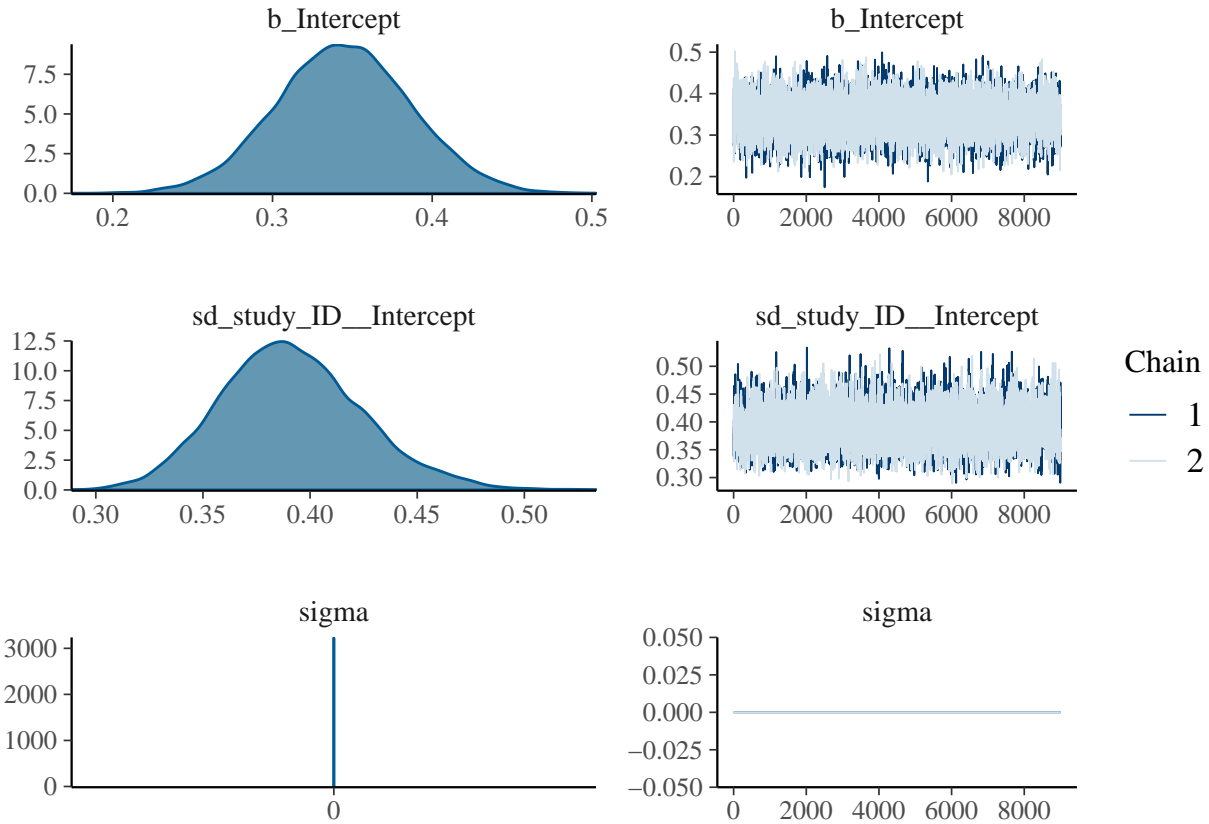 b_Intercept
7.5
5.0
2.5
0.0
0.2 0.3 0.4 0.5
b_Intercept
0.5
0.4
0.3
0.2
0 2000 4000 6000 8000
sd_study_ID__Intercept
12.5
10.0
7.5
5.0
2.5
0.0
0.30 0.35 0.40 0.45 0.50
sd_study_ID__Intercept
0.50
0.45
0.40
0.35
0.30
0 2000 4000 6000 8000
Chain
1
2
sigma
3000
2000
1000
0
0
sigma
0.050
0.025
0.000
−0.025
−0.050
0 2000 4000 6000 8000